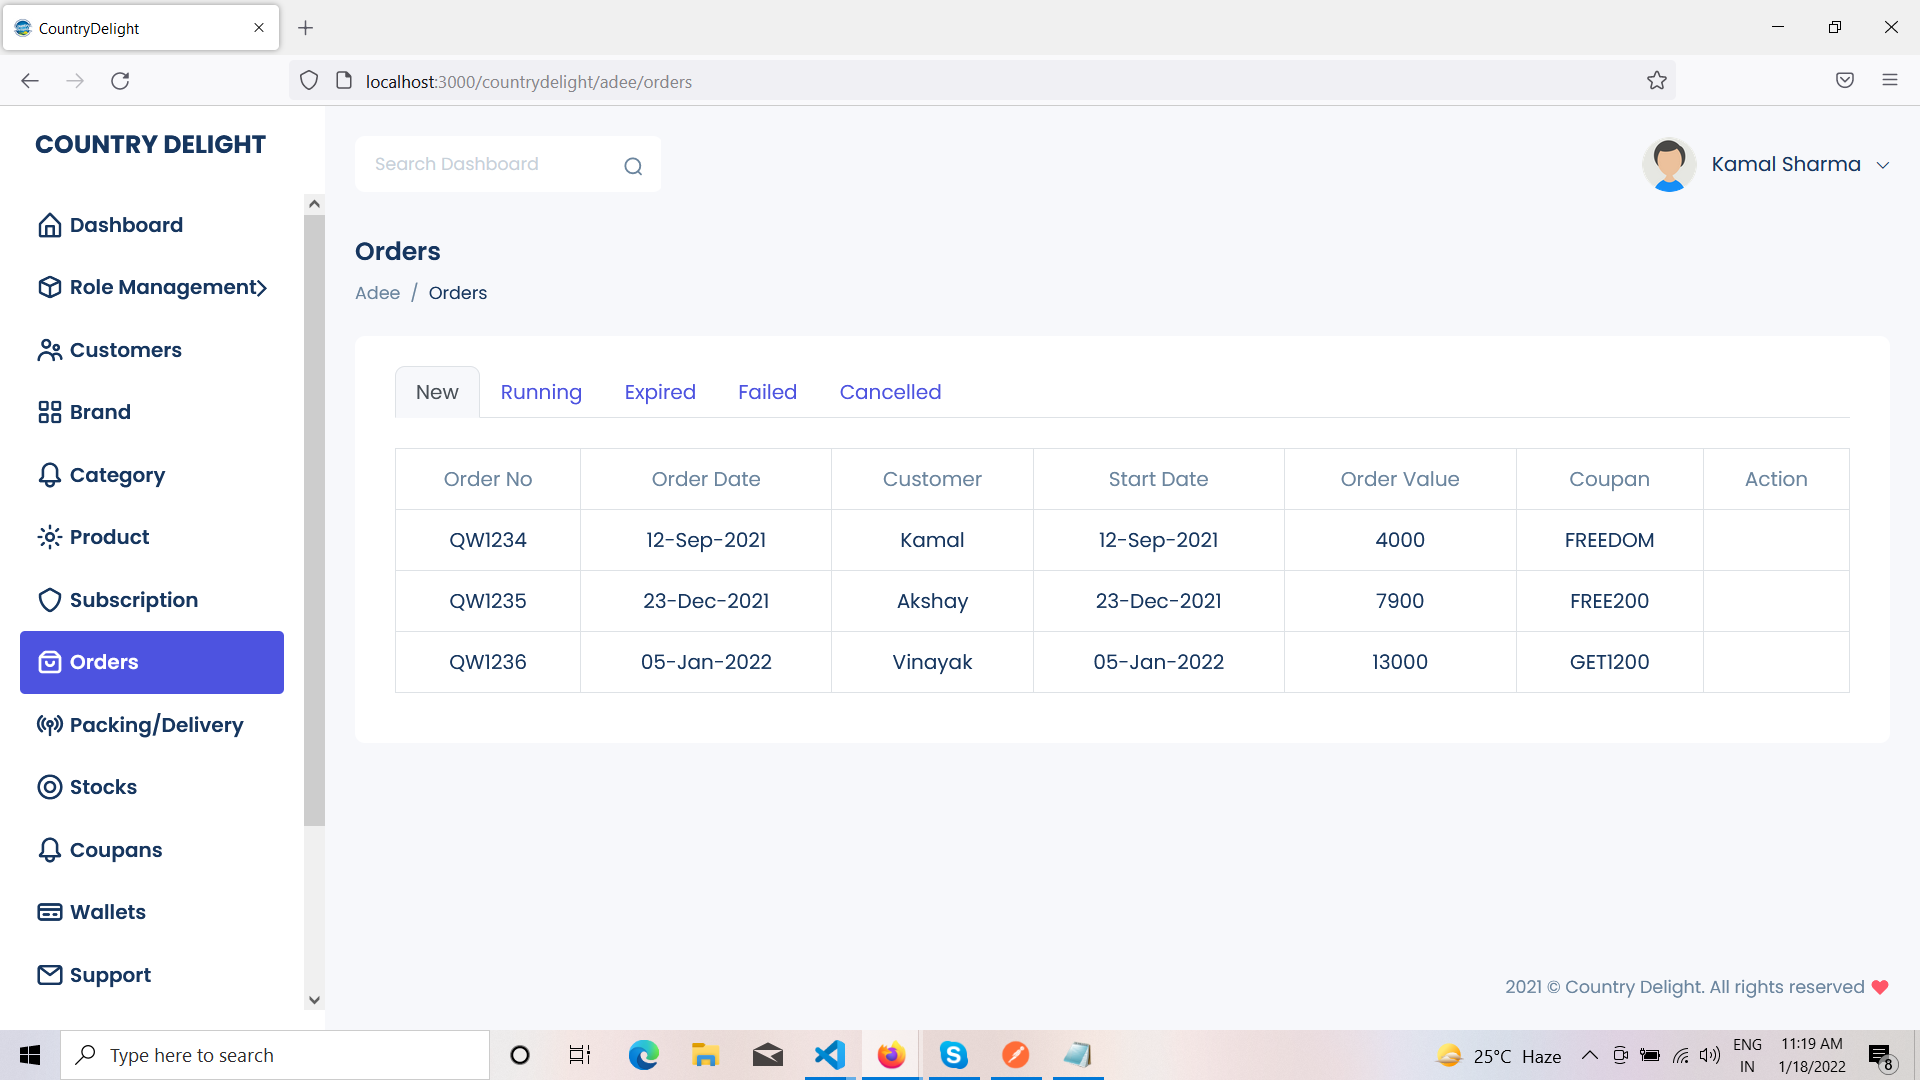 CountryDelight
localhost:3000/countrydelight/adee/orders
COUNTRY DELIGHT
Search Dashboard
Kamal Sharma
Dashboard
Role Management
Customers
Brand
Category
Product
Subscription
Orders
Packing/Delivery
Stocks
Coupans
Wallets
Support
Orders
Adee / Orders
New Running Expired Failed Cancelled
Order No Order Date Customer Start Date Order Value Coupan Action
QW1234 12-Sep-2021 Kamal 12-Sep-2021 4000 FREEDOM
QW1235 23-Dec-2021 Akshay 23-Dec-2021 7900 FREE200
QW1236 05-Jan-2022 Vinayak 05-Jan-2022 13000 GET1200
2021 © Country Delight. All rights reserved
Type here to search
25°C Haze
ENG
IN
11:19 AM
1/18/2022
8